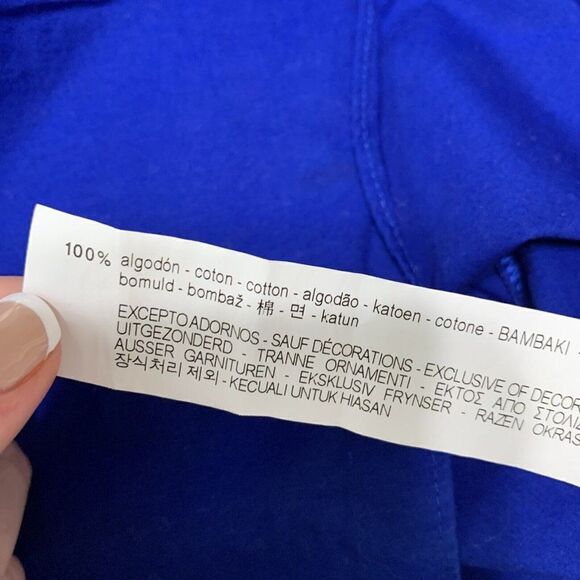 100% algodón - coton - cotton - algodão - katoen - cotone - BAMBAKI -
bomuld - bombaž - 棉 - 면 - katun
EXCEPTO ADORNOS - SAUF DÉCORATIONS - EXCLUSIVE OF DECOR
UITGEZONDERD - TRANNE ORNAMENTI - ΕΚΤΟΣ ΑΠΟ ΣΤΟΛΙΔ
AUSSER GARNITUREN - EKSKLUSIV FRYNSER - RAZEN OKRAS
장식처리 제외 - KECUALI UNTUK HIASAN